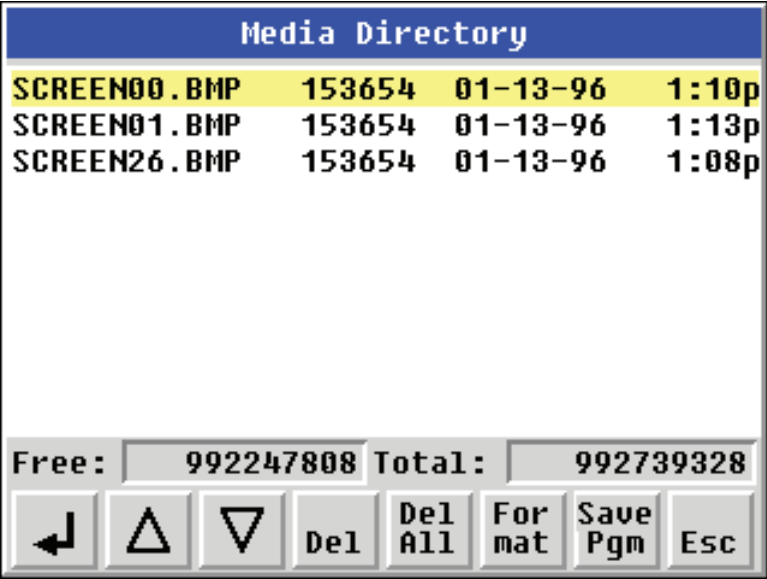 Media Directory
SCREEN00.BMP 153654 01-13-96 1:10p
SCREEN01.BMP 153654 01-13-96 1:13p
SCREEN26.BMP 153654 01-13-96 1:08p
Free: 992247808 Total: 992739328
Del
Del All
For mat
Save Pgm
Esc